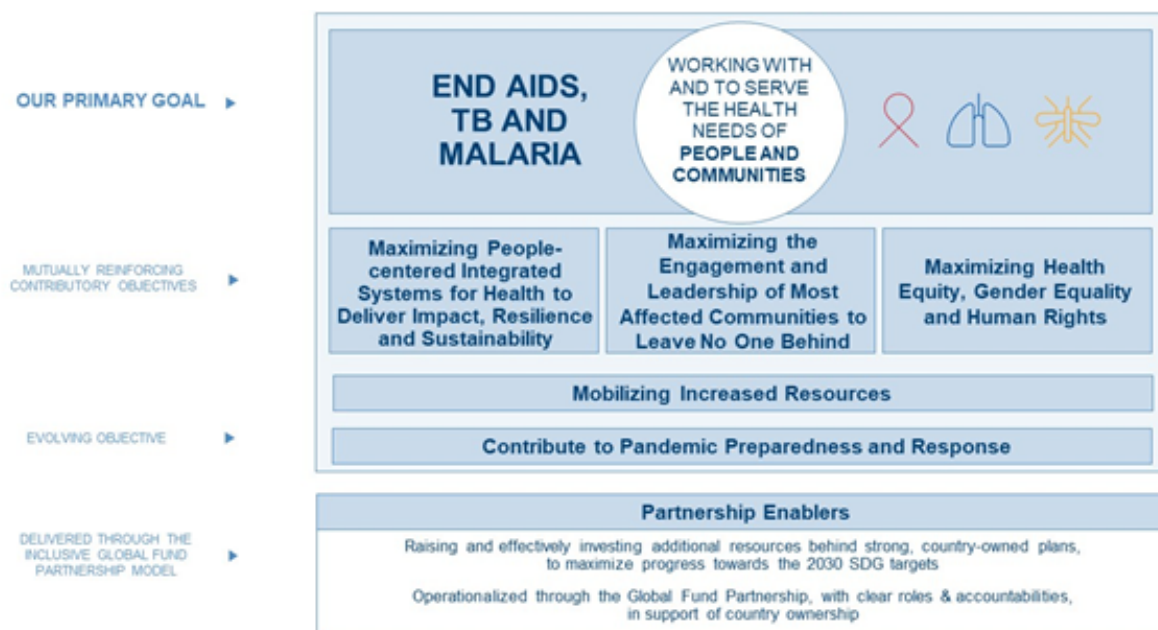 OUR PRIMARY GOAL
END AIDS,
TB AND
MALARIA
WORKING WITH
AND TO SERVE
THE HEALTH
NEEDS OF
PEOPLE AND
COMMUNITIES
MUTUALLY REINFORCING
CONTRIBUTORY OBJECTIVES
Maximizing People-
centered Integrated
Systems for Health to
Deliver Impact, Resilience
and Sustainability
Maximizing the
Engagement and
Leadership of Most
Affected Communities to
Leave No One Behind
Maximizing Health
Equity, Gender Equality
and Human Rights
Mobilizing Increased Resources
EVOLVING OBJECTIVE
Contribute to Pandemic Preparedness and Response
DELIVERED THROUGH THE
INCLUSIVE GLOBAL FUND
PARTNERSHIP MODEL
Partnership Enablers
Raising and effectively investing additional resources behind strong, country-owned plans,
to maximize progress towards the 2030 SDG targets
Operationalized through the Global Fund Partnership, with clear roles & accountabilities,
in support of country ownership